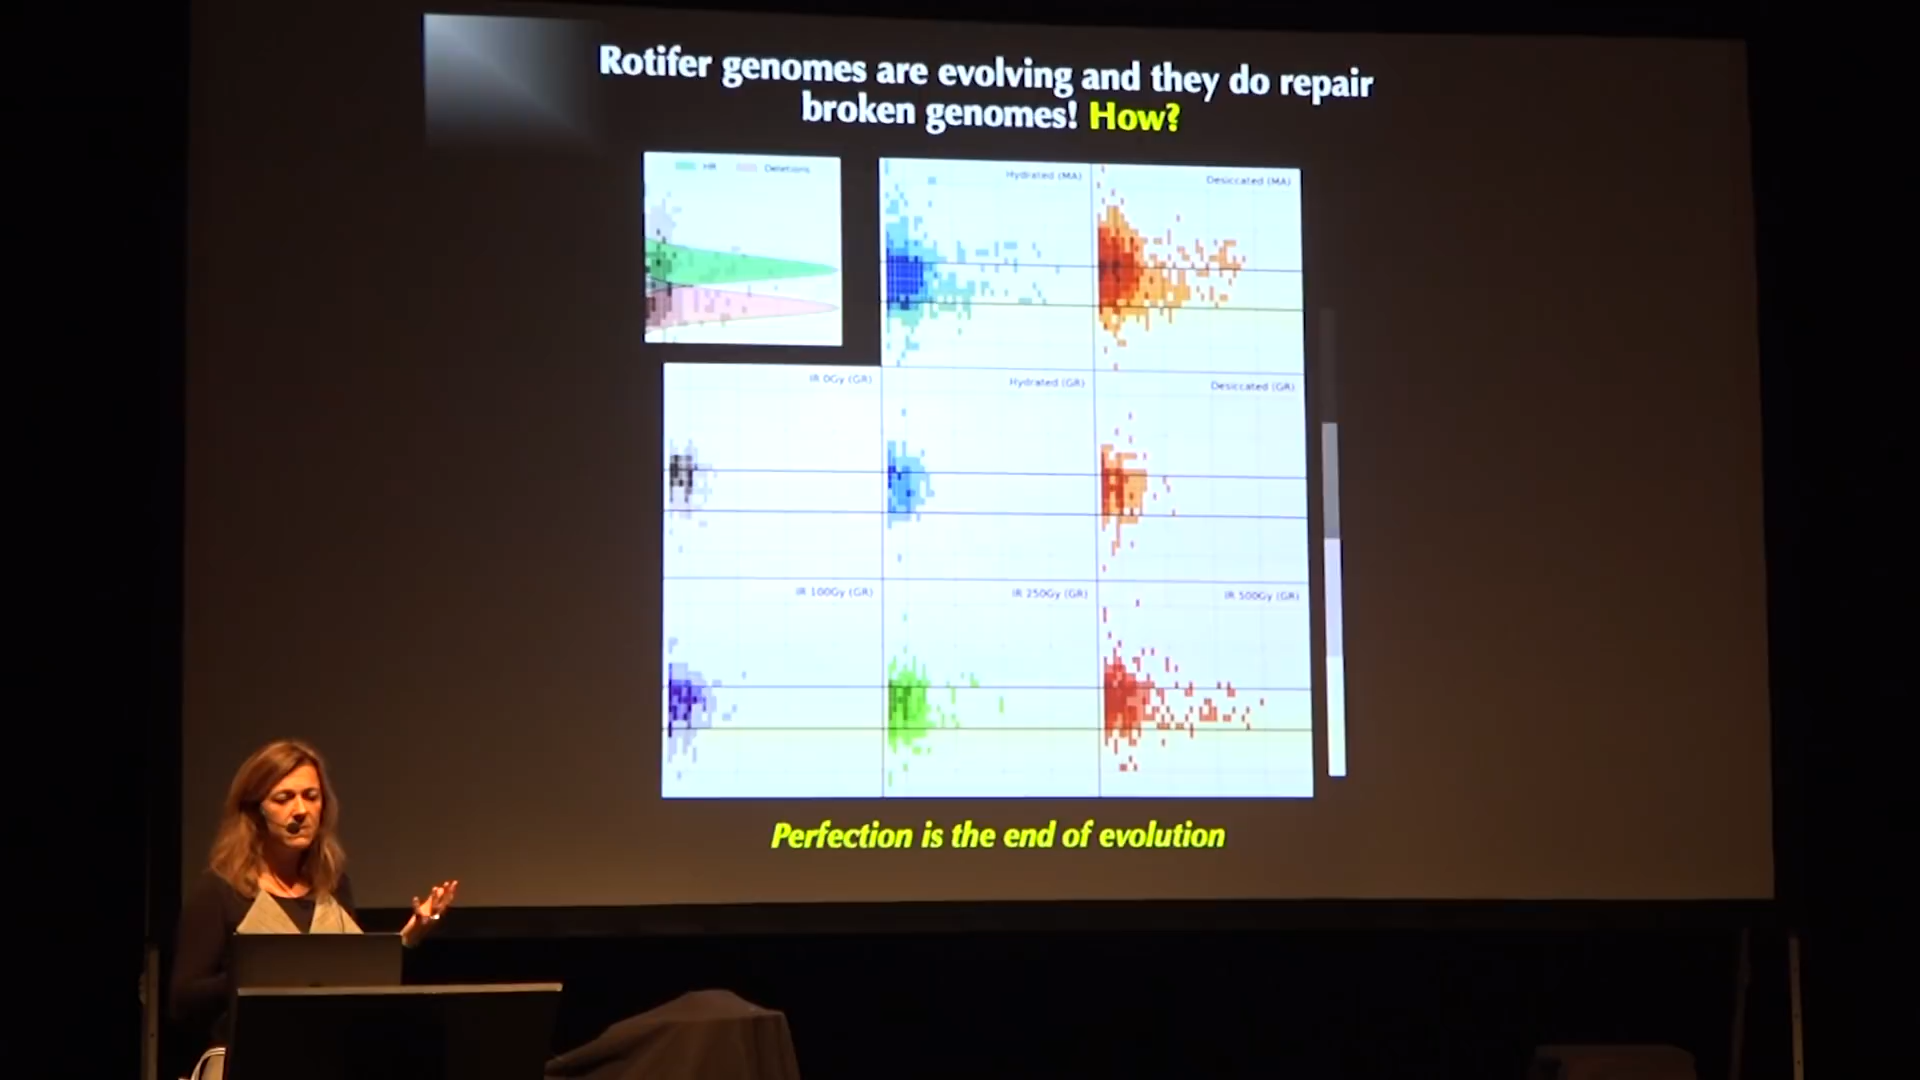 Rotifer genomes are evolving and they do repair
broken genomes! How?
HR Deletions
Hydrated (MA)
Desiccated (MA)
IR 0Gy (GR)
Hydrated (GR)
Desiccated (GR)
IR 100Gy (GR)
IR 250Gy (GR)
IR 500Gy (GR)
Perfection is the end of evolution